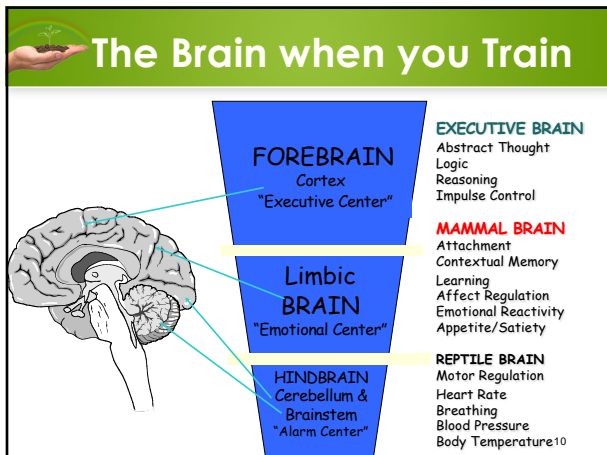 The Brain when you Train
FOREBRAIN
Cortex
"Executive Center"
Limbic
BRAIN
"Emotional Center"
HINDBRAIN
Cerebellum &
Brainstem
"Alarm Center"
EXECUTIVE BRAIN
Abstract Thought
Logic
Reasoning
Impulse Control
MAMMAL BRAIN
Attachment
Contextual Memory
Learning
Affect Regulation
Emotional Reactivity
Appetite/Satiety
REPTILE BRAIN
Motor Regulation
Heart Rate
Breathing
Blood Pressure
Body Temperature
10